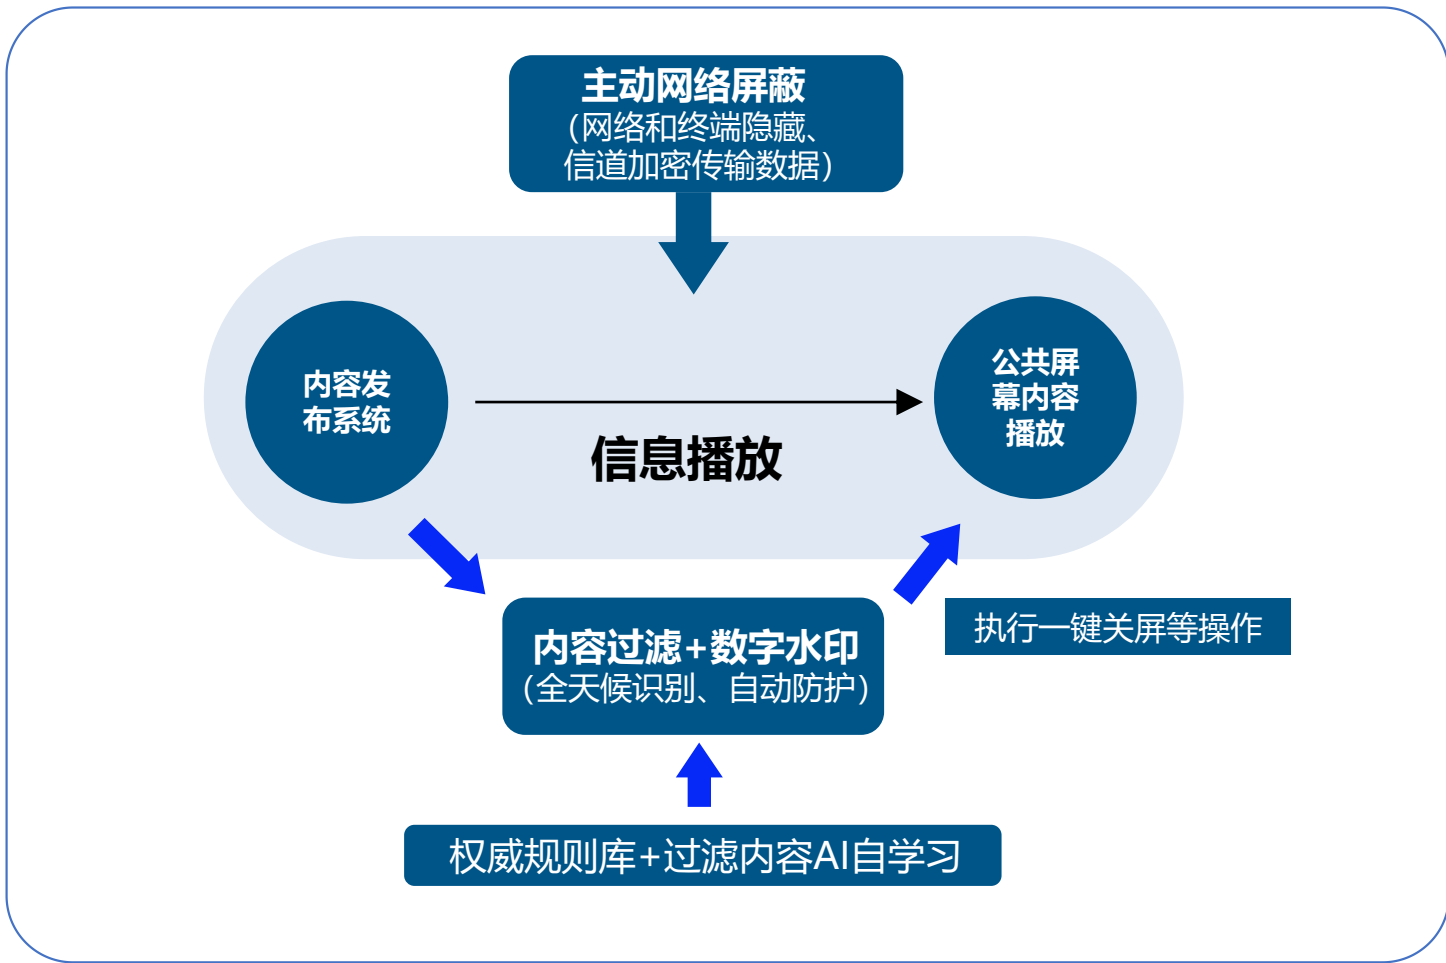 主动网络屏蔽
(网络和终端隐藏、
信道加密传输数据)
内容发
布系统
公共屏
幕内容
播放
信息播放
内容过滤+数字水印
(全天候识别、自动防护)
执行一键关屏等操作
权威规则库+过滤内容AI自学习